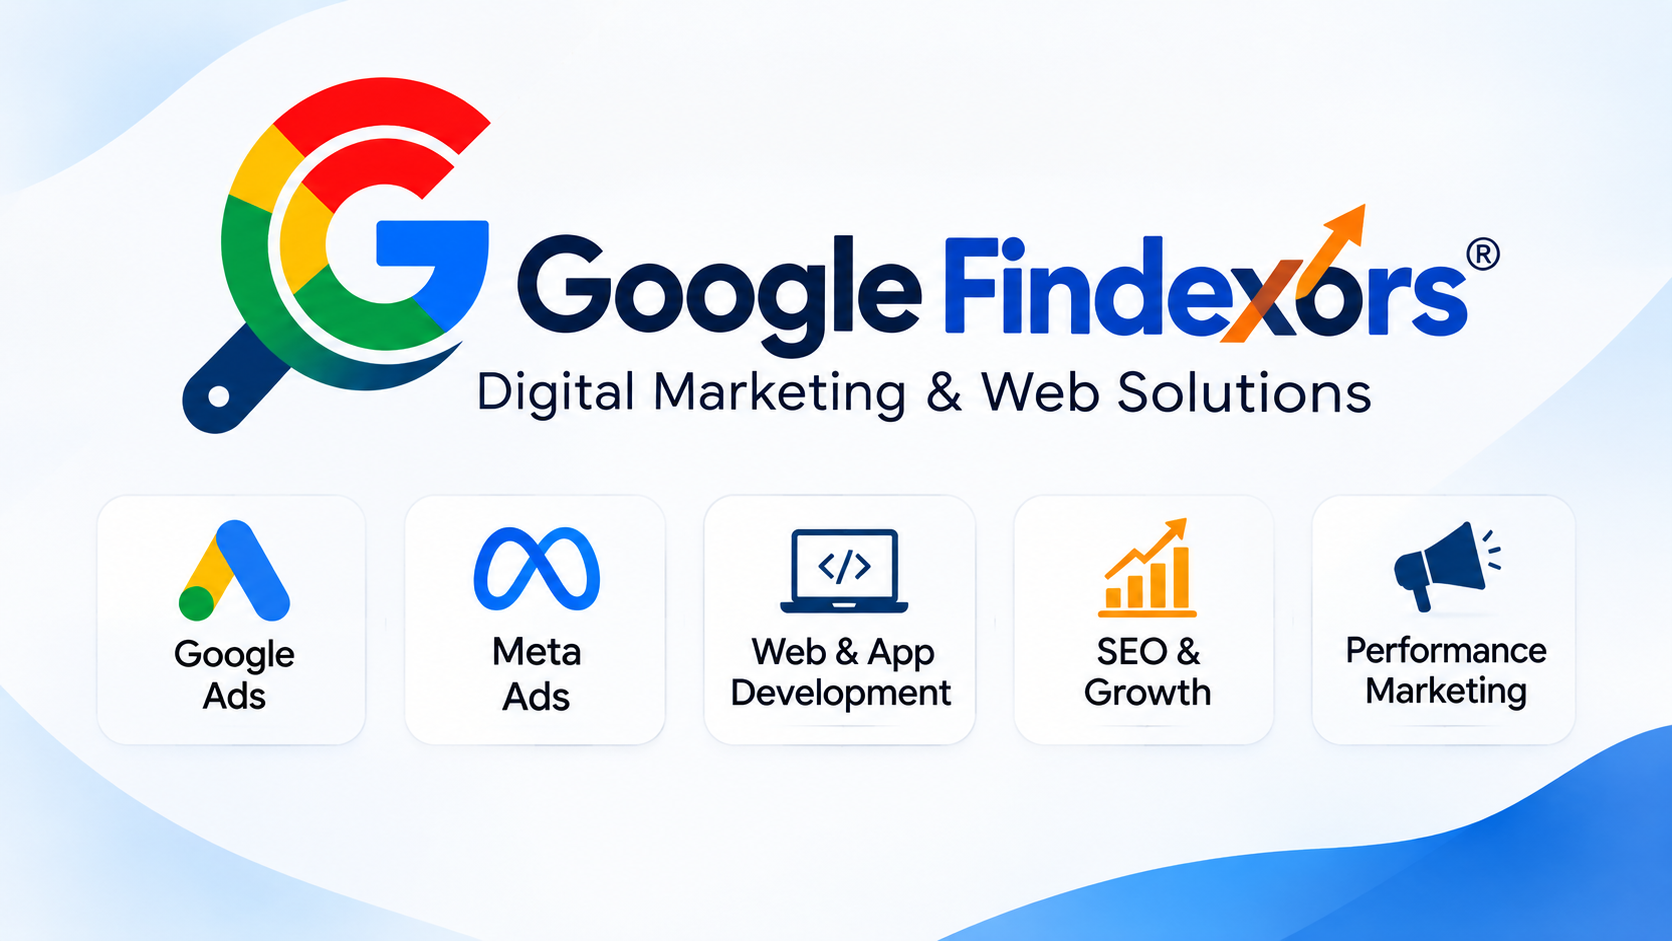 Google Findexors®
Digital Marketing & Web Solutions
Google
Ads
Meta
Ads
</>
Web & App
Development
SEO &
Growth
Performance
Marketing